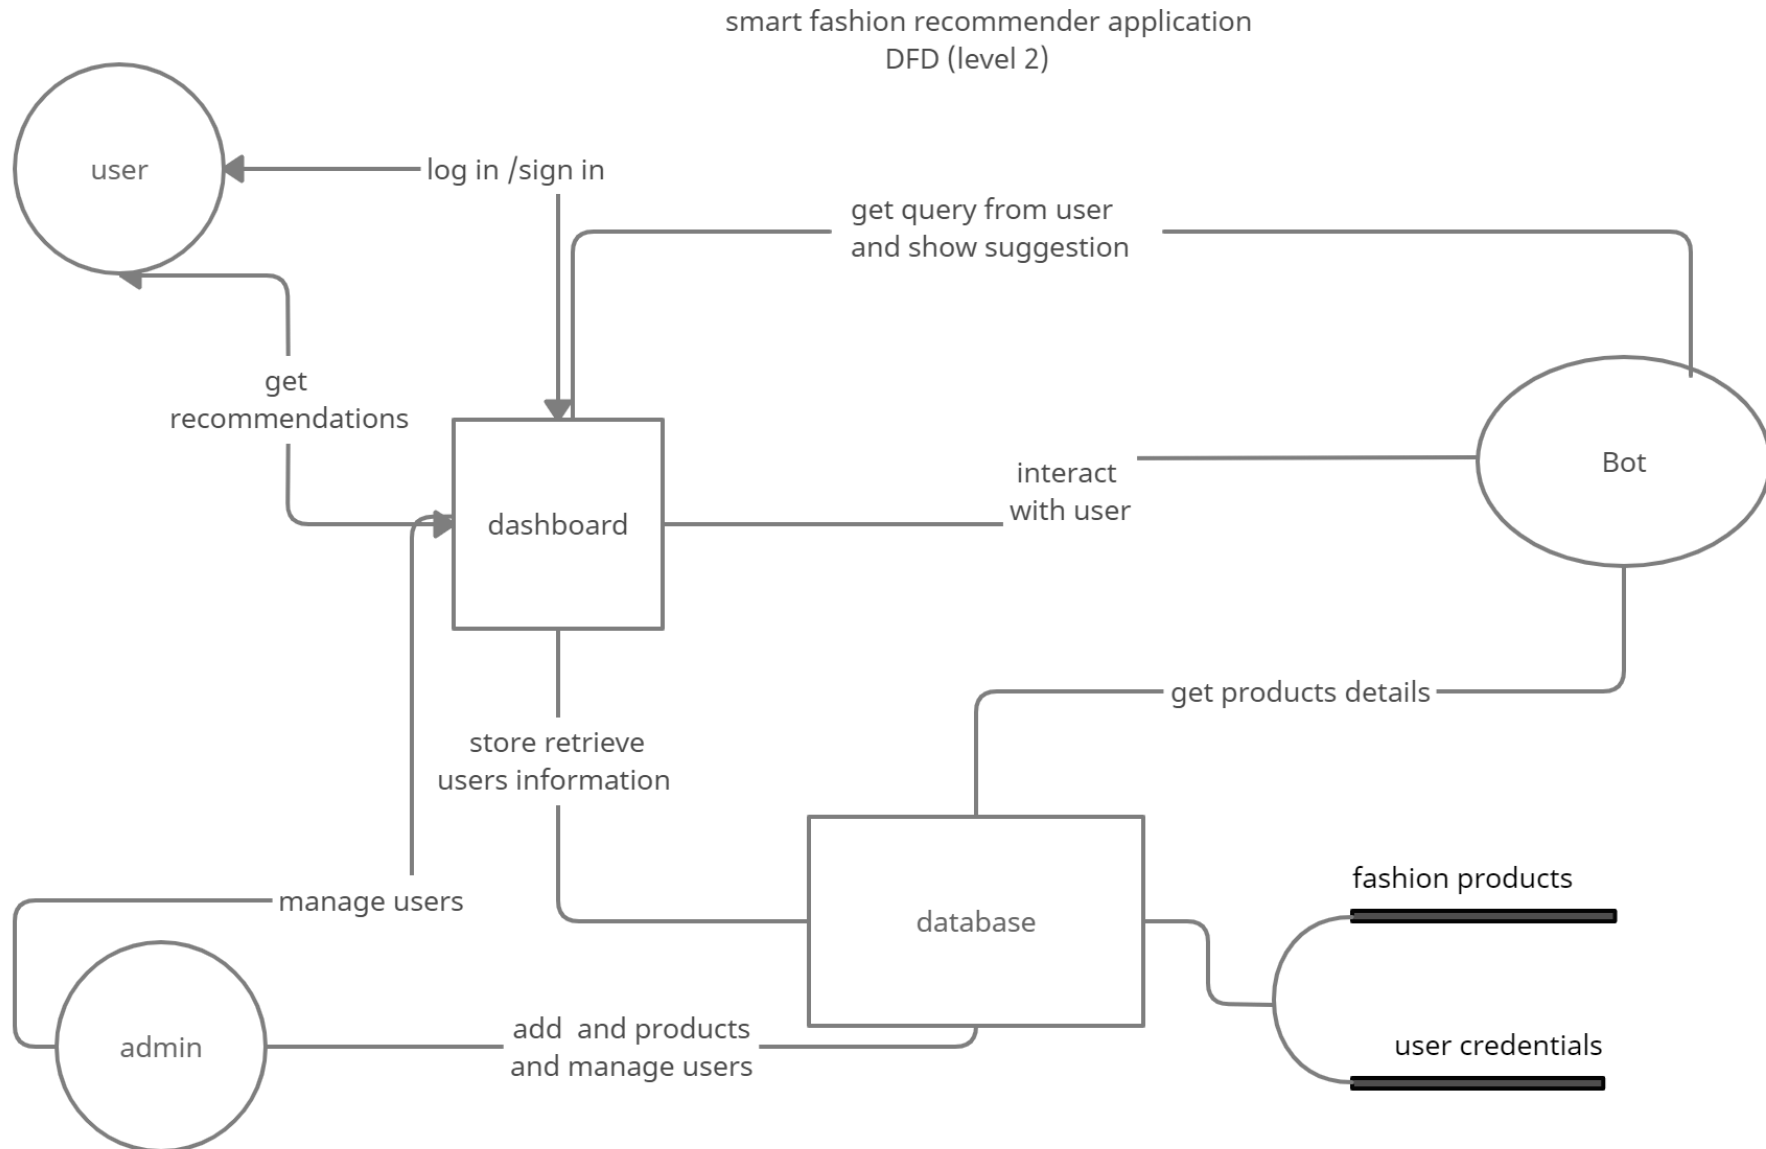 smart fashion recommender application
DFD (level 2)
user
log in /sign in
get query from user
and show suggestion
get
recommendations
Bot
interact
with user
dashboard
get products details
store retrieve
users information
fashion products
manage users
database
add  and products
and manage users
admin
user credentials